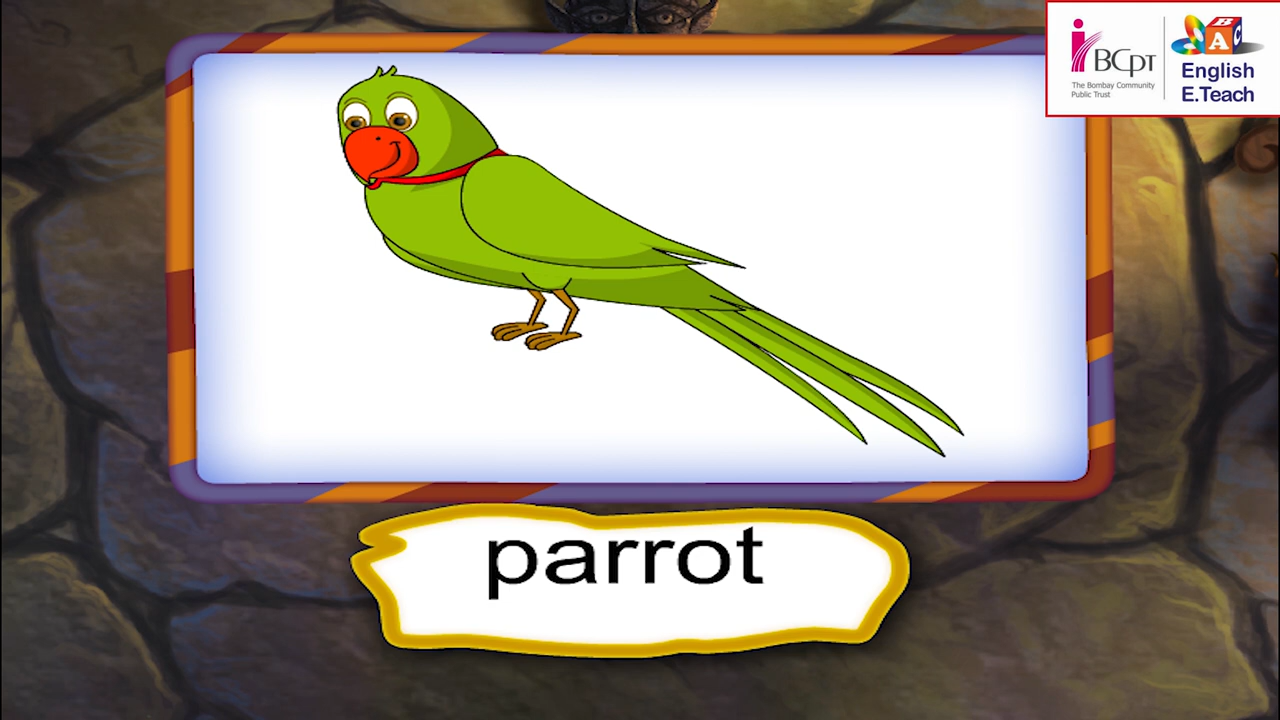 BCPT
The Bombay Community
Public Trust
B
A C
English
E.Teach
parrot